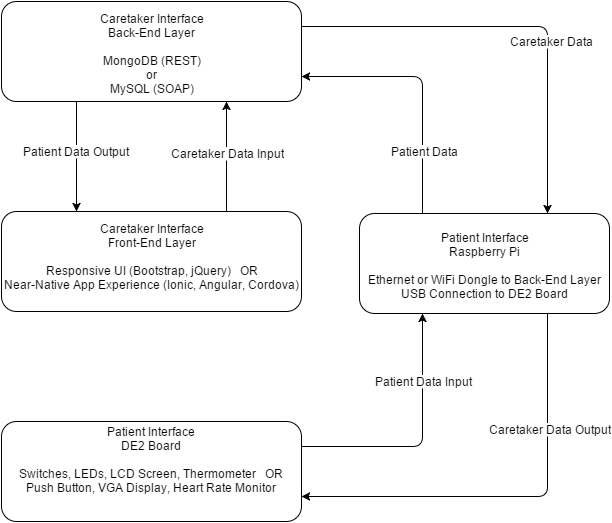 Caretaker Interface
Back-End Layer
MongoDB (REST)
or
MySQL (SOAP)
Caretaker Data
Patient Data Output
Caretaker Data Input
Patient Data
Caretaker Interface
Front-End Layer
Responsive UI (Bootstrap, jQuery)   OR
Near-Native App Experience (Ionic, Angular, Cordova)
Patient Interface
Raspberry Pi
Ethernet or WiFi Dongle to Back-End Layer
USB Connection to DE2 Board
Patient Data Input
Caretaker Data Output
Patient Interface
DE2 Board
Switches, LEDs, LCD Screen, Thermometer   OR
Push Button, VGA Display, Heart Rate Monitor